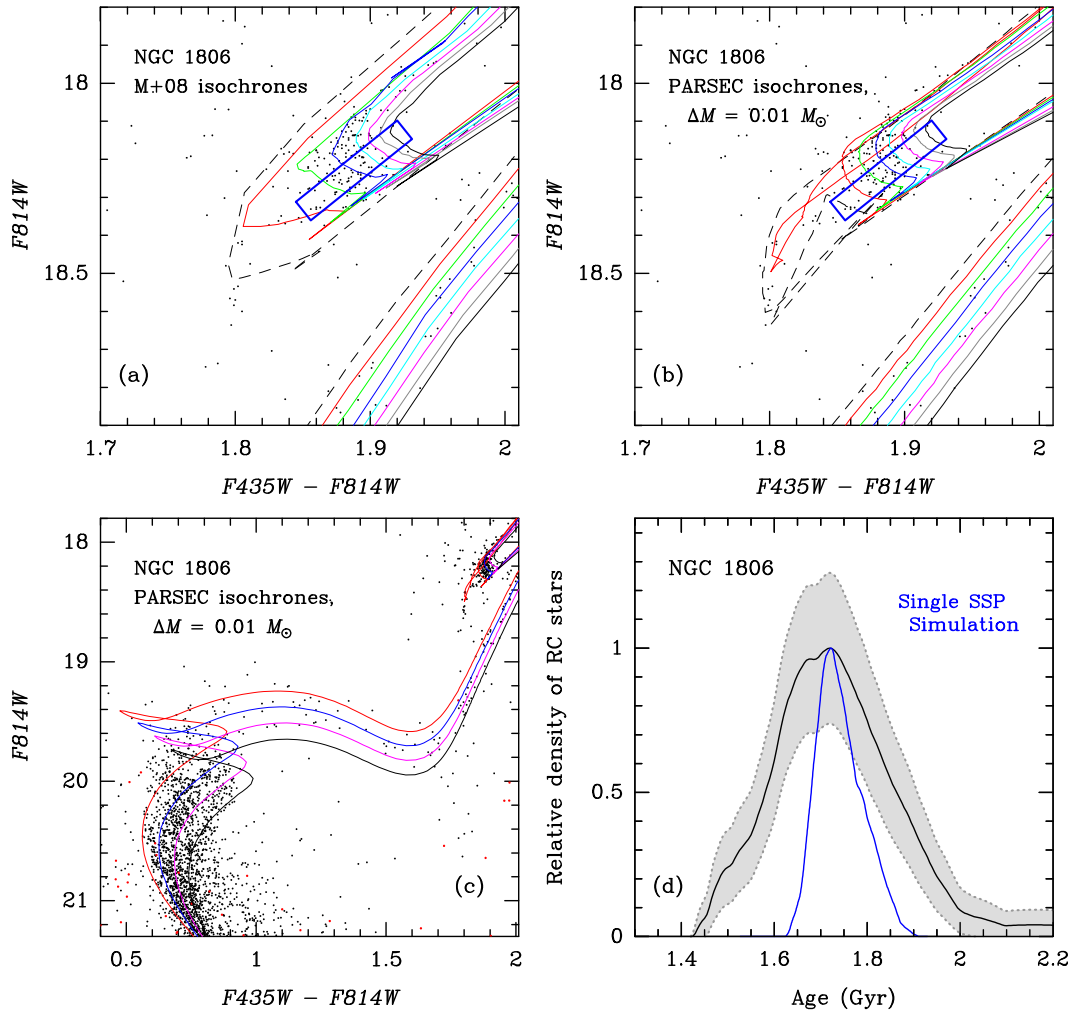 NGC 1806
M+08 isochrones
18
18.5
F814W
(a)
1.7
1.8
1.9
2
F435W − F814W
NGC 1806
PARSEC isochrones,
ΔM = 0.01 M☉
18
18.5
F814W
(b)
1.7
1.8
1.9
2
F435W − F814W
NGC 1806
PARSEC isochrones,
ΔM = 0.01 M☉
18
19
20
21
F814W
(c)
0.5
1
1.5
2
F435W − F814W
NGC 1806
Single SSP
Simulation
1
0.5
0
Relative density of RC stars
(d)
1.4
1.6
1.8
2
2.2
Age (Gyr)